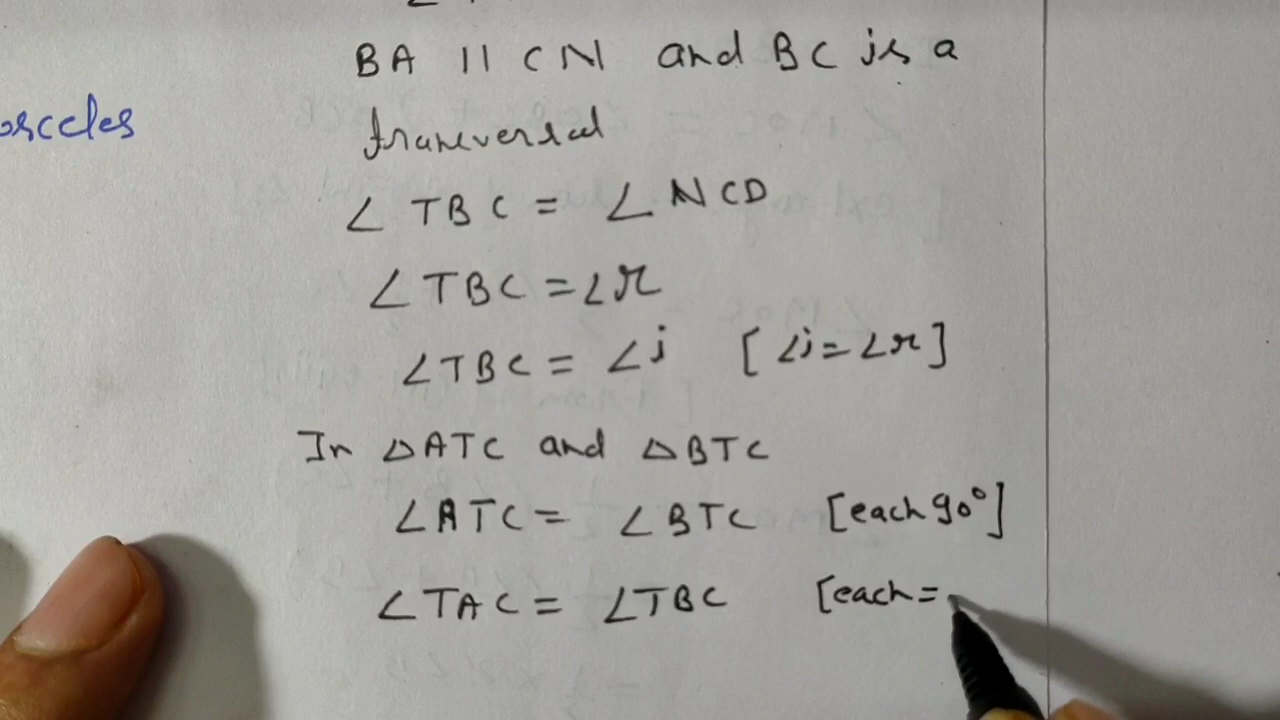 BA || CN and BC is a
transversal
∠TBC = ∠NCD
∠TBC = ∠r
∠TBC = ∠i [∠i = ∠r]
In △ATC and △BTC
∠ATC = ∠BTC [each 90°]
∠TAC = ∠TBC [each =